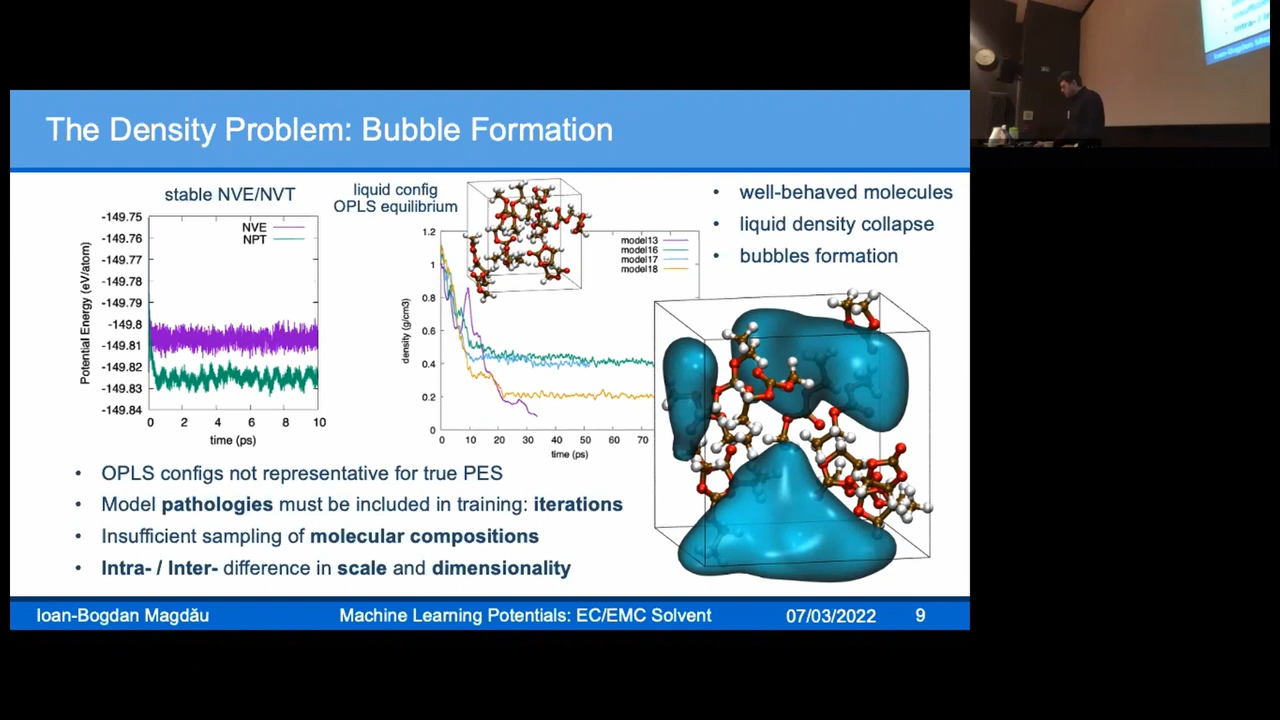 The Density Problem: Bubble Formation
stable NVE/NVT
-149.75
-149.76
-149.77
-149.78
-149.79
-149.8
-149.81
-149.82
-149.83
-149.84
Potential Energy (eV/atom)
NVE
NPT
0 2 4 6 8 10
time (ps)
liquid config
OPLS equilibrium
1.2
1
0.8
0.6
0.4
0.2
0
density (g/cm3)
model13
model16
model17
model18
0 10 20 30 40 50 60 70
time (ps)
• well-behaved molecules
• liquid density collapse
• bubbles formation
• OPLS configs not representative for true PES
• Model pathologies must be included in training: iterations
• Insufficient sampling of molecular compositions
• Intra- / Inter- difference in scale and dimensionality
Ioan-Bogdan Magdău Machine Learning Potentials: EC/EMC Solvent 07/03/2022 9